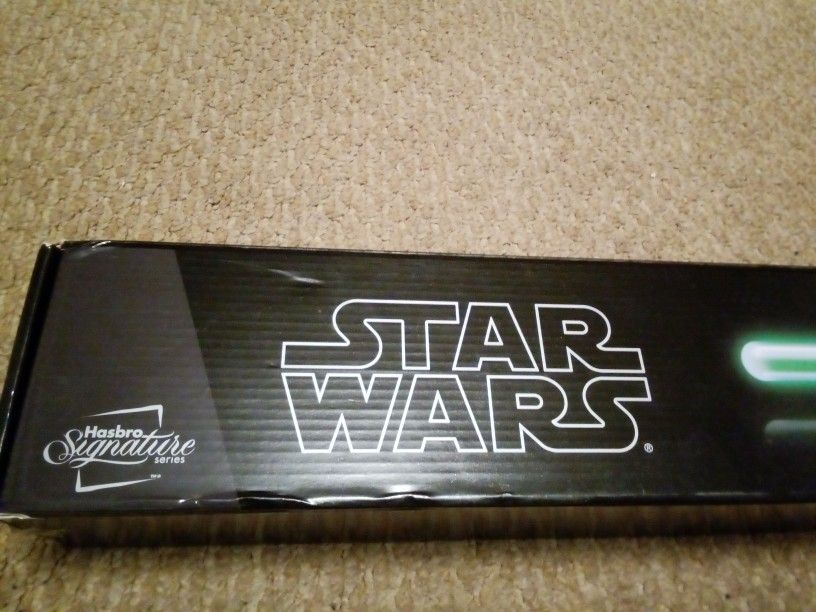 STAR
WARS®
Hasbro
Signature
series